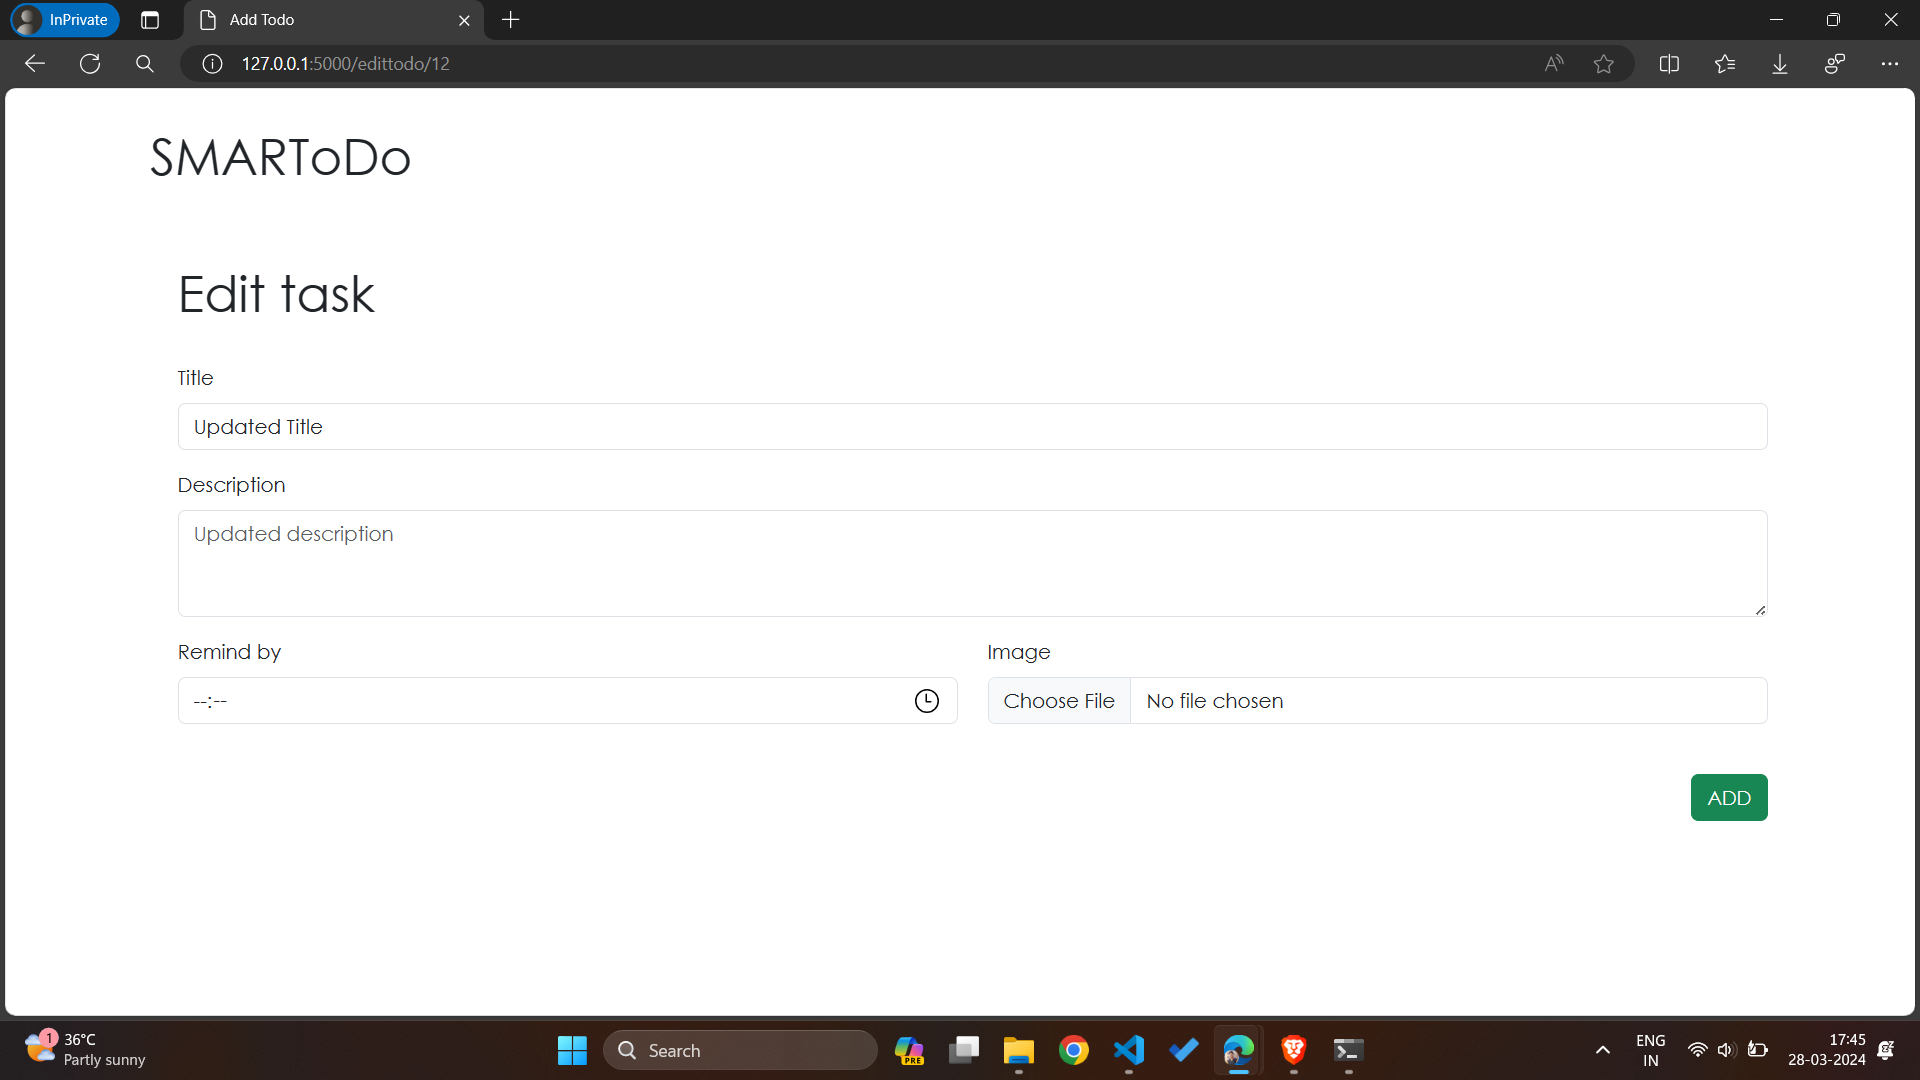 InPrivate
Add Todo
127.0.0.1:5000/edittodo/12
SMARToDo
Edit task
Title
Updated Title
Description
Updated description
Remind by
Image
--:--
Choose File
No file chosen
ADD
1
36°C
Partly sunny
Search
PRE
ENG
IN
17:45
28-03-2024